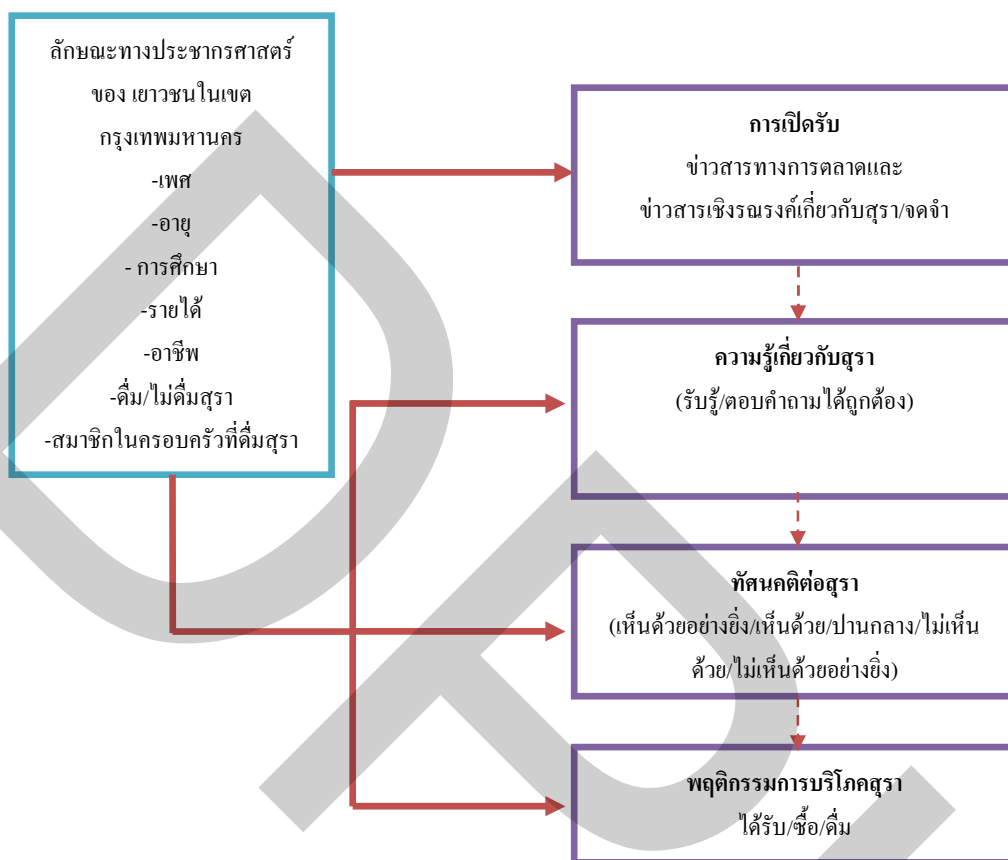 ลักษณะทางประชากรศาสตร์
ของ เยาวชนในเขต
กรุงเทพมหานคร
-เพศ
-อายุ
- การศึกษา
-รายได้
-อาชีพ
-ดื่ม/ไม่ดื่มสุรา
-สมาชิกในครอบครัวที่ดื่มสุรา
การเปิดรับ
ข่าวสารทางการตลาดและ
ข่าวสารเชิงรณรงค์เกี่ยวกับสุรา/จดจำ
ความรู้เกี่ยวกับสุรา
(รับรู้/ตอบคำถามได้ถูกต้อง)
ทัศนคติต่อสุรา
(เห็นด้วยอย่างยิ่ง/เห็นด้วย/ปานกลาง/ไม่เห็น
ด้วย/ไม่เห็นด้วยอย่างยิ่ง)
พฤติกรรมการบริโภคสุรา
ได้รับ/ซื้อ/ดื่ม